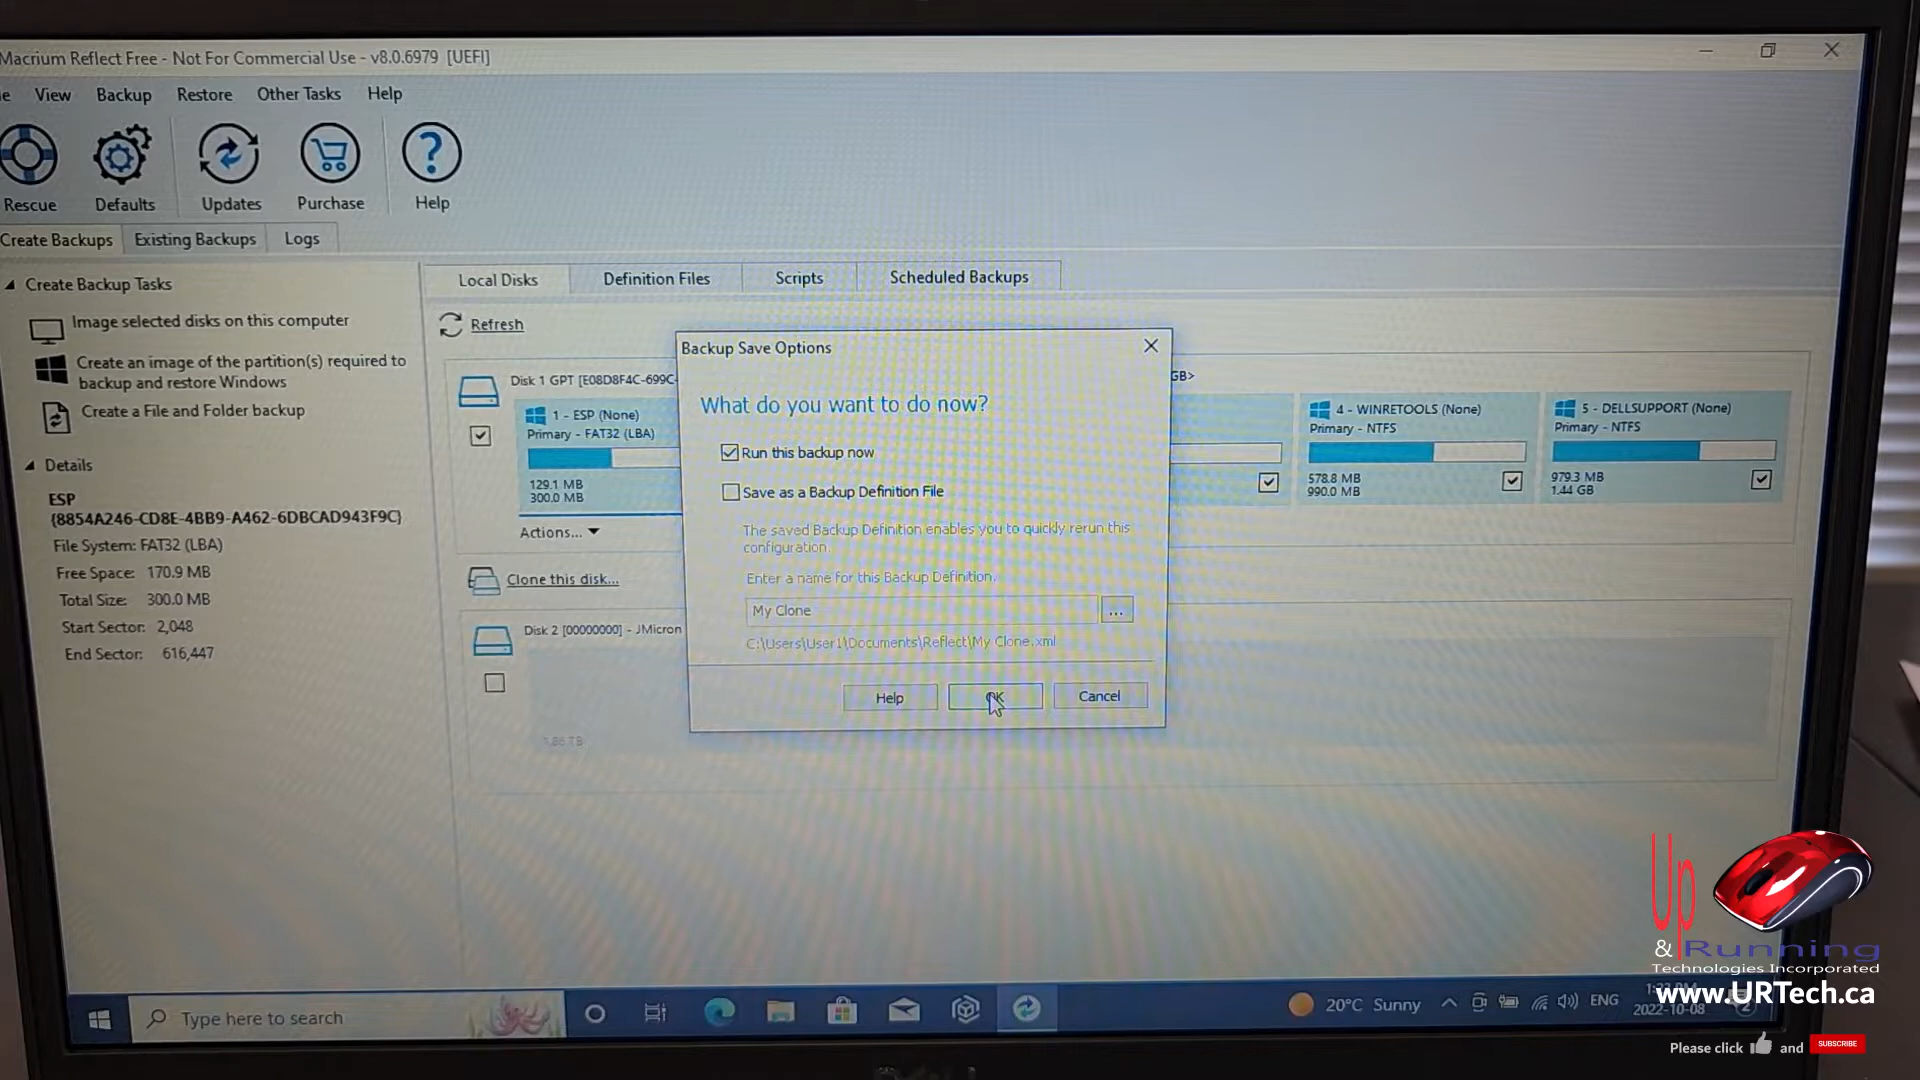 Macrium Reflect Free - Not For Commercial Use - v8.0.6979 [UEFI]
View Backup Restore Other Tasks Help
Rescue Defaults Updates Purchase Help
Create Backups Existing Backups Logs
Create Backup Tasks
Image selected disks on this computer
Create an image of the partition(s) required to
backup and restore Windows
Create a File and Folder backup
Details
ESP
{8854A246-CD8E-4BB9-A462-6DBCAD943F9C}
File System: FAT32 (LBA)
Free Space: 170.9 MB
Total Size: 300.0 MB
Start Sector: 2,048
End Sector: 616,447
Local Disks Definition Files Scripts Scheduled Backups
Refresh
Disk 1 GPT [E08D8F4C-699C-
GB>
1 - ESP (None)
Primary - FAT32 (LBA)
129.1 MB
300.0 MB
4 - WINRETOOLS (None)
Primary - NTFS
578.8 MB
990.0 MB
5 - DELLSUPPORT (None)
Primary - NTFS
979.3 MB
1.44 GB
Actions...
Clone this disk...
Disk 2 [00000000] - JMicron
1.86 TB
Backup Save Options
What do you want to do now?
Run this backup now
Save as a Backup Definition File
The saved Backup Definition enables you to quickly rerun this
configuration.
Enter a name for this Backup Definition.
My Clone
...
C:\Users\User1\Documents\Reflect\My Clone.xml
Help OK Cancel
Type here to search
20°C Sunny
ENG
2022-10-08
2
Up
& Running
Technologies Incorporated
www.URTech.ca
Please click and SUBSCRIBE